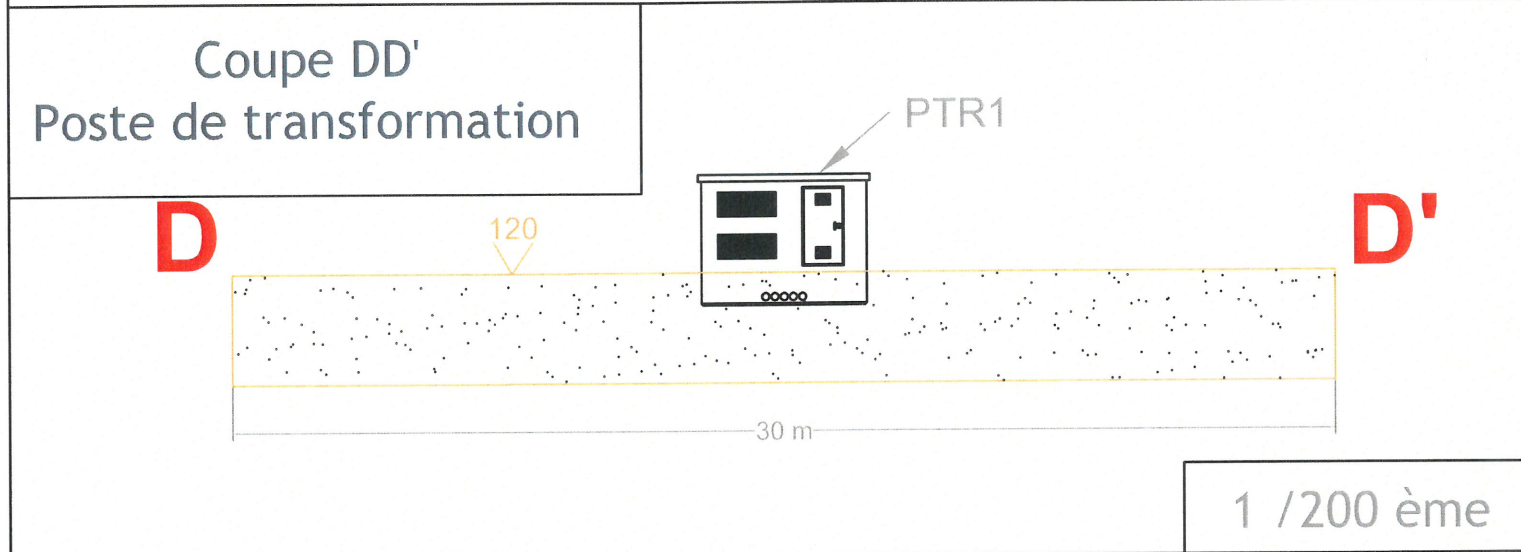 Coupe DD'
Poste de transformation
PTR1
D
120
D'
30 m
1 /200 ème